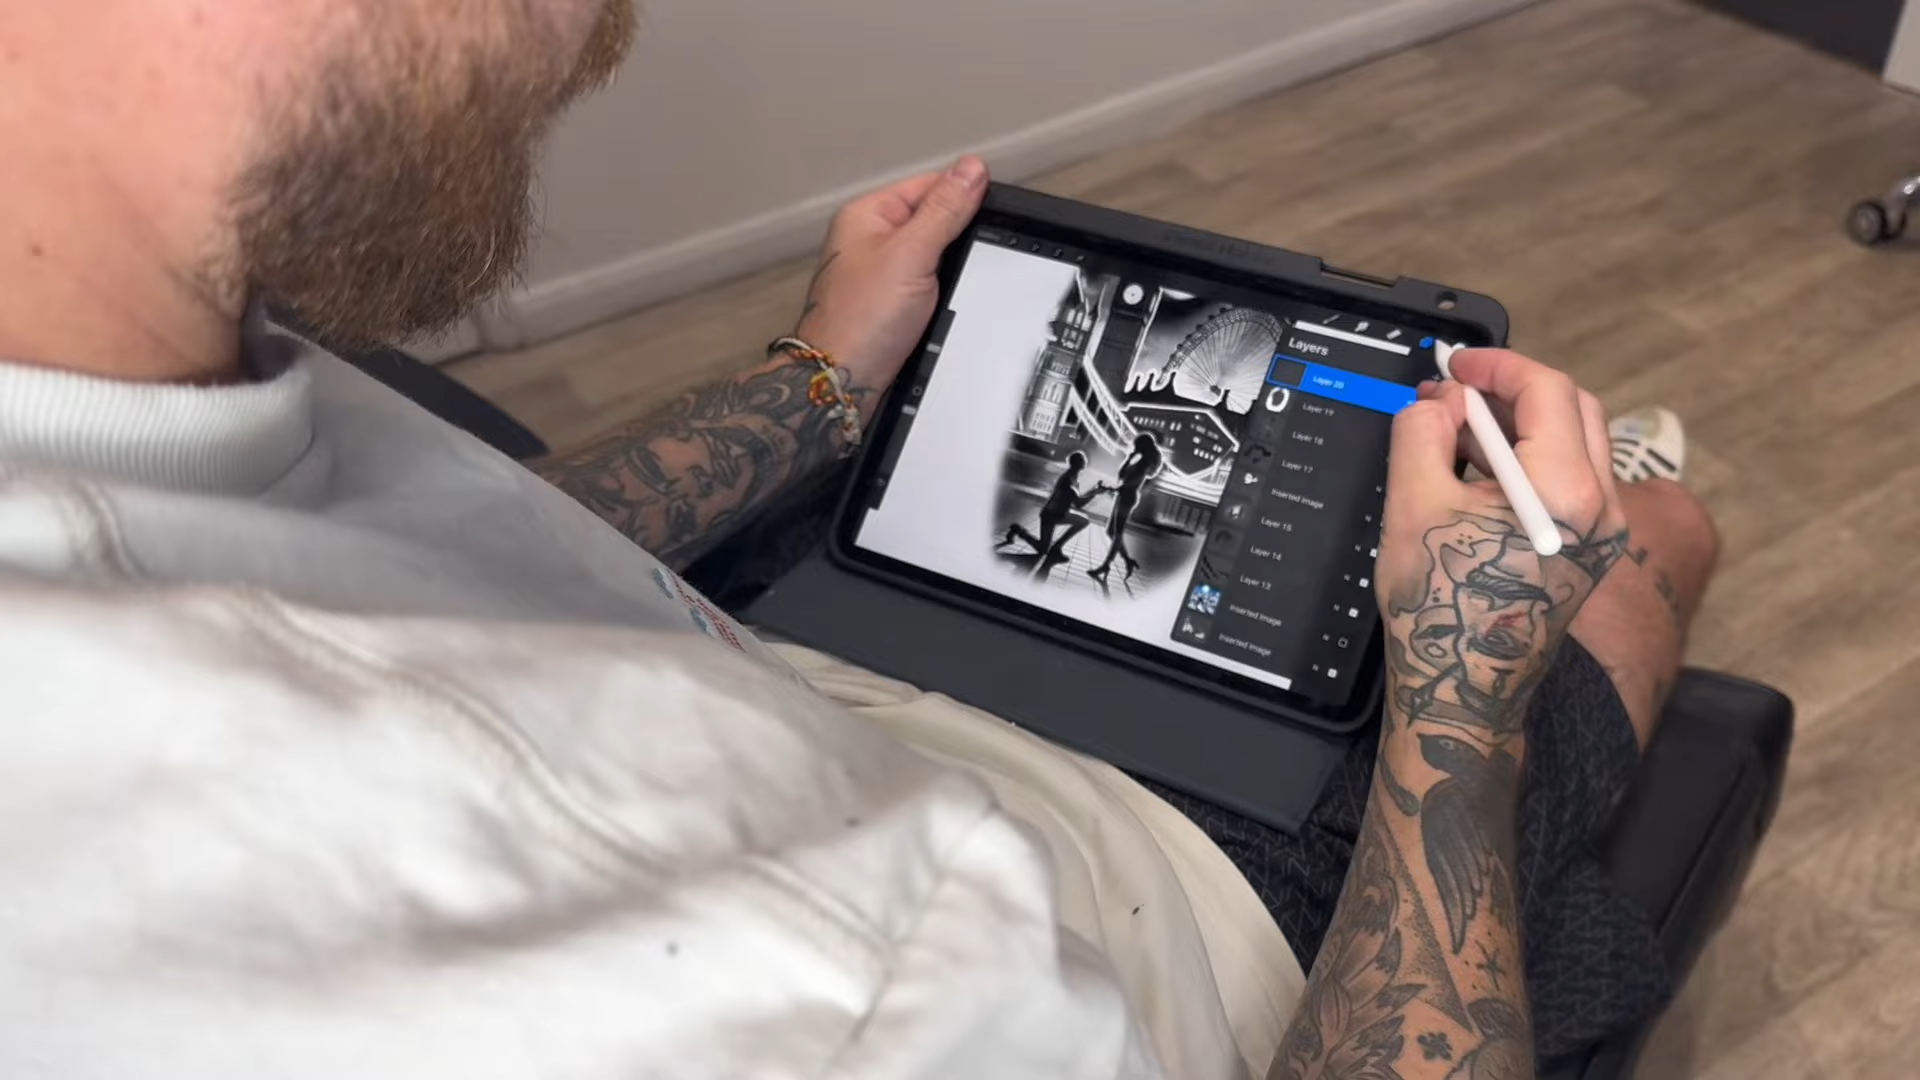 Layers
Layer 20
Layer 19
Layer 18
Layer 17
Inserted Image
Layer 15
Layer 14
Layer 13
Inserted Image
Inserted Image